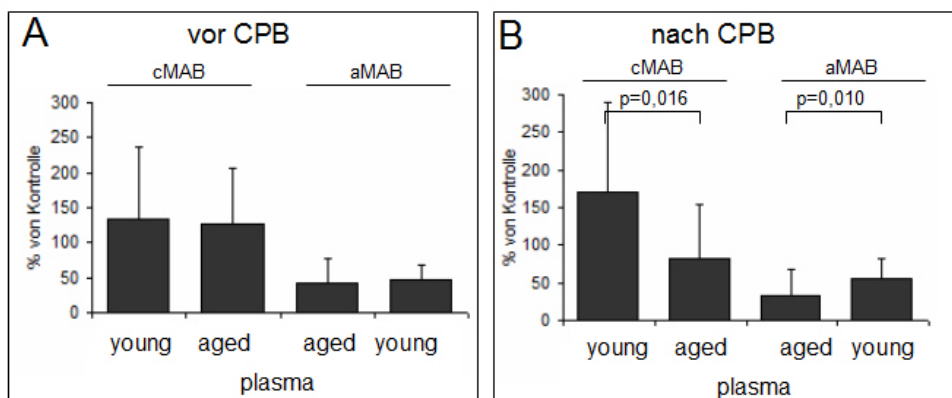 A
vor CPB
cMAB aMAB
% von Kontrolle
300
250
200
150
100
50
0
young aged aged young
plasma
B
nach CPB
cMAB aMAB
p=0,016 p=0,010
% von Kontrolle
300
250
200
150
100
50
0
young aged aged young
plasma